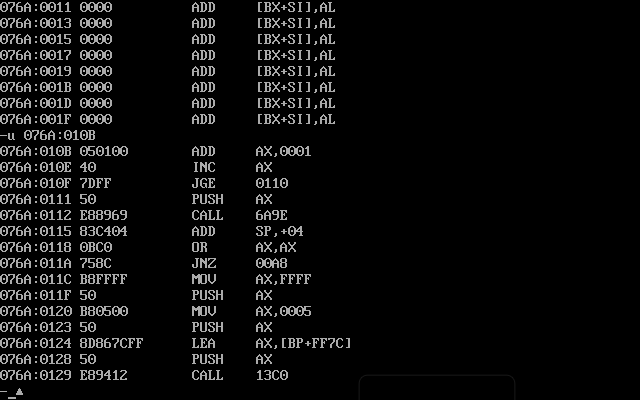 076A:0011 0000 ADD [BX+SI],AL
076A:0013 0000 ADD [BX+SI],AL
076A:0015 0000 ADD [BX+SI],AL
076A:0017 0000 ADD [BX+SI],AL
076A:0019 0000 ADD [BX+SI],AL
076A:001B 0000 ADD [BX+SI],AL
076A:001D 0000 ADD [BX+SI],AL
076A:001F 0000 ADD [BX+SI],AL
-u 076A:010B
076A:010B 050100 ADD AX,0001
076A:010E 40 INC AX
076A:010F 7DFF JGE 0110
076A:0111 50 PUSH AX
076A:0112 E88969 CALL 6A9E
076A:0115 83C404 ADD SP,+04
076A:0118 0BC0 OR AX,AX
076A:011A 758C JNZ 00A8
076A:011C B8FFFF MOV AX,FFFF
076A:011F 50 PUSH AX
076A:0120 B80500 MOV AX,0005
076A:0123 50 PUSH AX
076A:0124 8D867CFF LEA AX,[BP+FF7C]
076A:0128 50 PUSH AX
076A:0129 E89412 CALL 13C0
-_